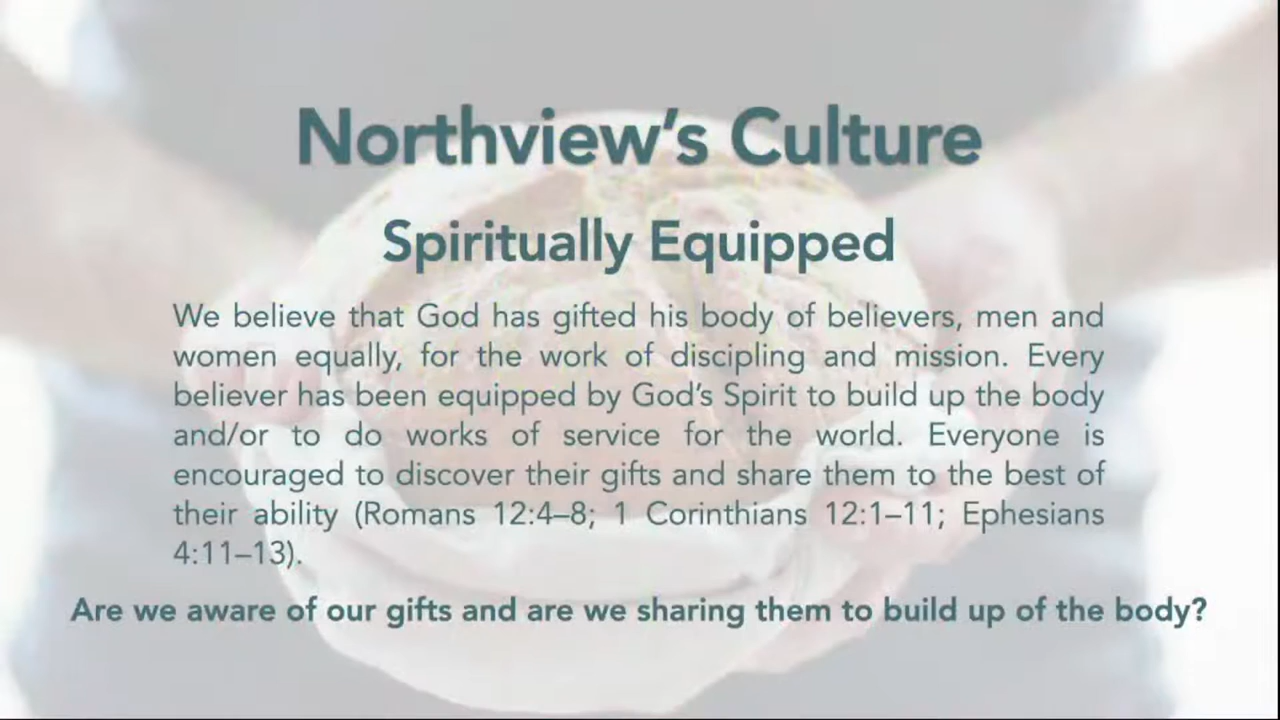 Northview’s Culture
Spiritually Equipped
We believe that God has gifted his body of believers, men and
women equally, for the work of discipling and mission. Every
believer has been equipped by God’s Spirit to build up the body
and/or to do works of service for the world. Everyone is
encouraged to discover their gifts and share them to the best of
their ability (Romans 12:4–8; 1 Corinthians 12:1–11; Ephesians
4:11–13).
Are we aware of our gifts and are we sharing them to build up of the body?